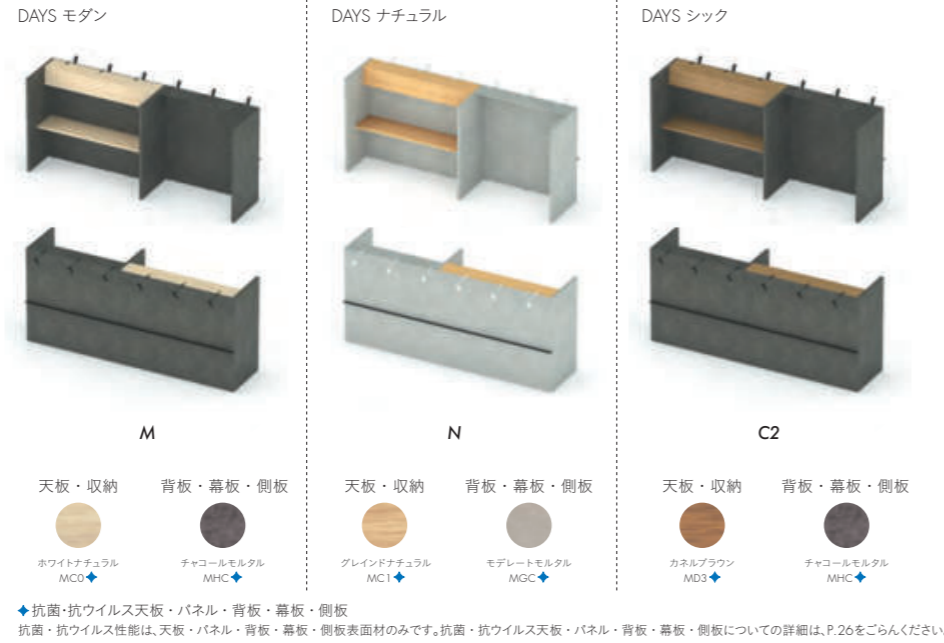 DAYS モダン
DAYS ナチュラル
DAYS シック
M
N
C2
天板・収納
背板・幕板・側板
天板・収納
背板・幕板・側板
天板・収納
背板・幕板・側板
ホワイトナチュラル
MC0◆
チャコールモルタル
MHC◆
グレインドナチュラル
MC1◆
モデレートモルタル
MGC◆
カネルブラウン
MD3◆
チャコールモルタル
MHC◆
◆抗菌・抗ウイルス天板・パネル・背板・幕板・側板
抗菌・抗ウイルス性能は、天板・パネル・背板・幕板・側板表面材のみです。抗菌・抗ウイルス天板・パネル・背板・幕板・側板についての詳細は、P.26をごらんください。